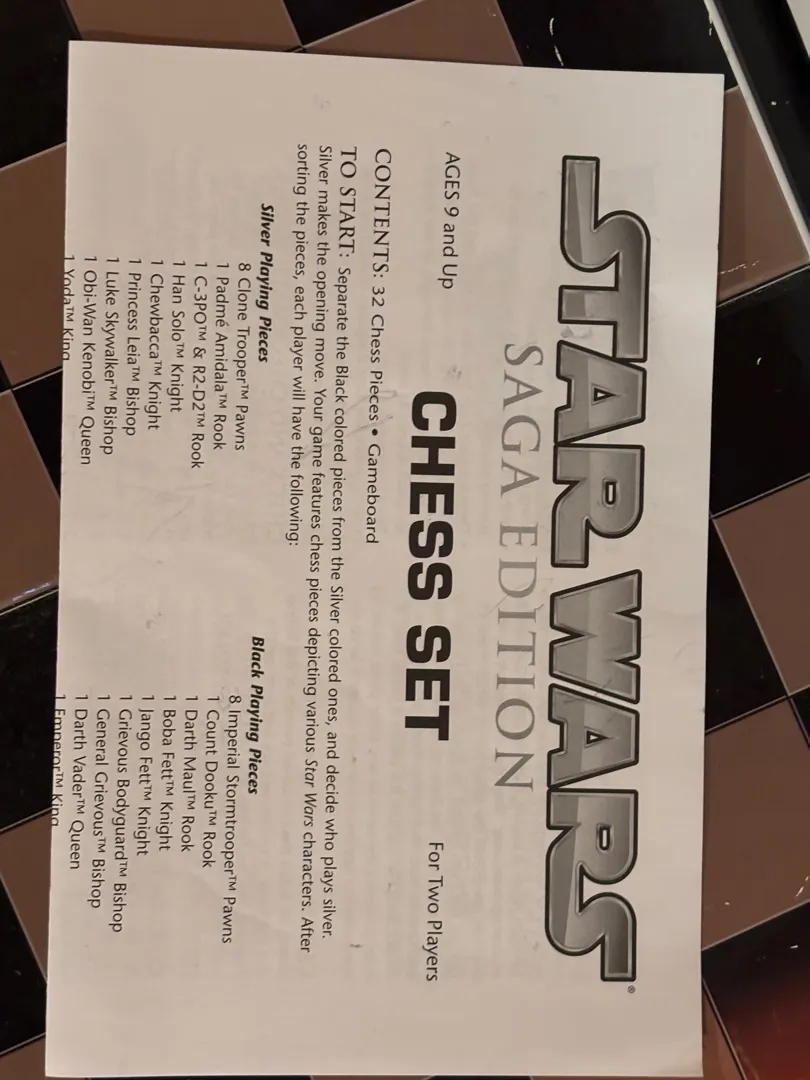 STAR WARS®
SAGA EDITION
CHESS SET
AGES 9 and Up
For Two Players
CONTENTS: 32 Chess Pieces • Gameboard
TO START: Separate the Black colored pieces from the Silver colored ones, and decide who plays silver.
Silver makes the opening move. Your game features chess pieces depicting various Star Wars characters. After
sorting the pieces, each player will have the following:
Silver Playing Pieces
8 Clone Trooper™ Pawns
1 Padmé Amidala™ Rook
1 C-3PO™ & R2-D2™ Rook
1 Han Solo™ Knight
1 Chewbacca™ Knight
1 Princess Leia™ Bishop
1 Luke Skywalker™ Bishop
1 Obi-Wan Kenobi™ Queen
1 Yoda™ King
Black Playing Pieces
8 Imperial Stormtrooper™ Pawns
1 Count Dooku™ Rook
1 Darth Maul™ Rook
1 Boba Fett™ Knight
1 Jango Fett™ Knight
1 Grievous Bodyguard™ Bishop
1 General Grievous™ Bishop
1 Darth Vader™ Queen
1 Emperor™ King